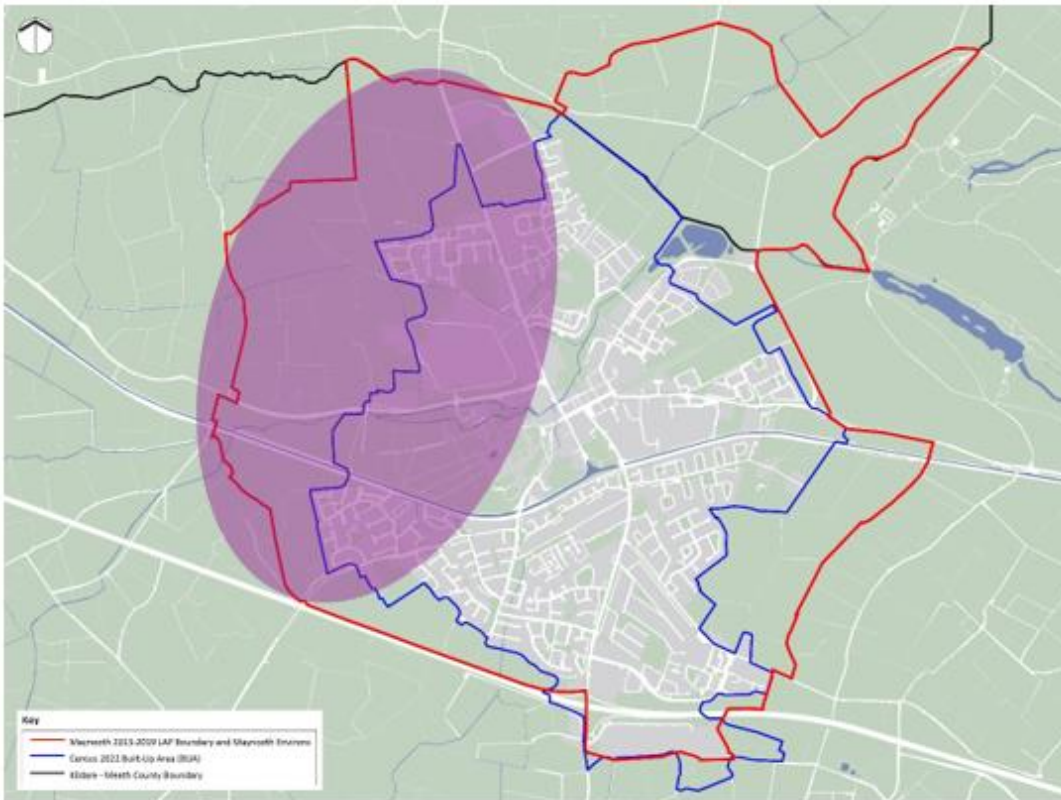 Key
Maynooth 2013-2019 LAP Boundary and Maynooth Environs
Census 2022 Built-Up Area (BUA)
Kildare - Meath County Boundary